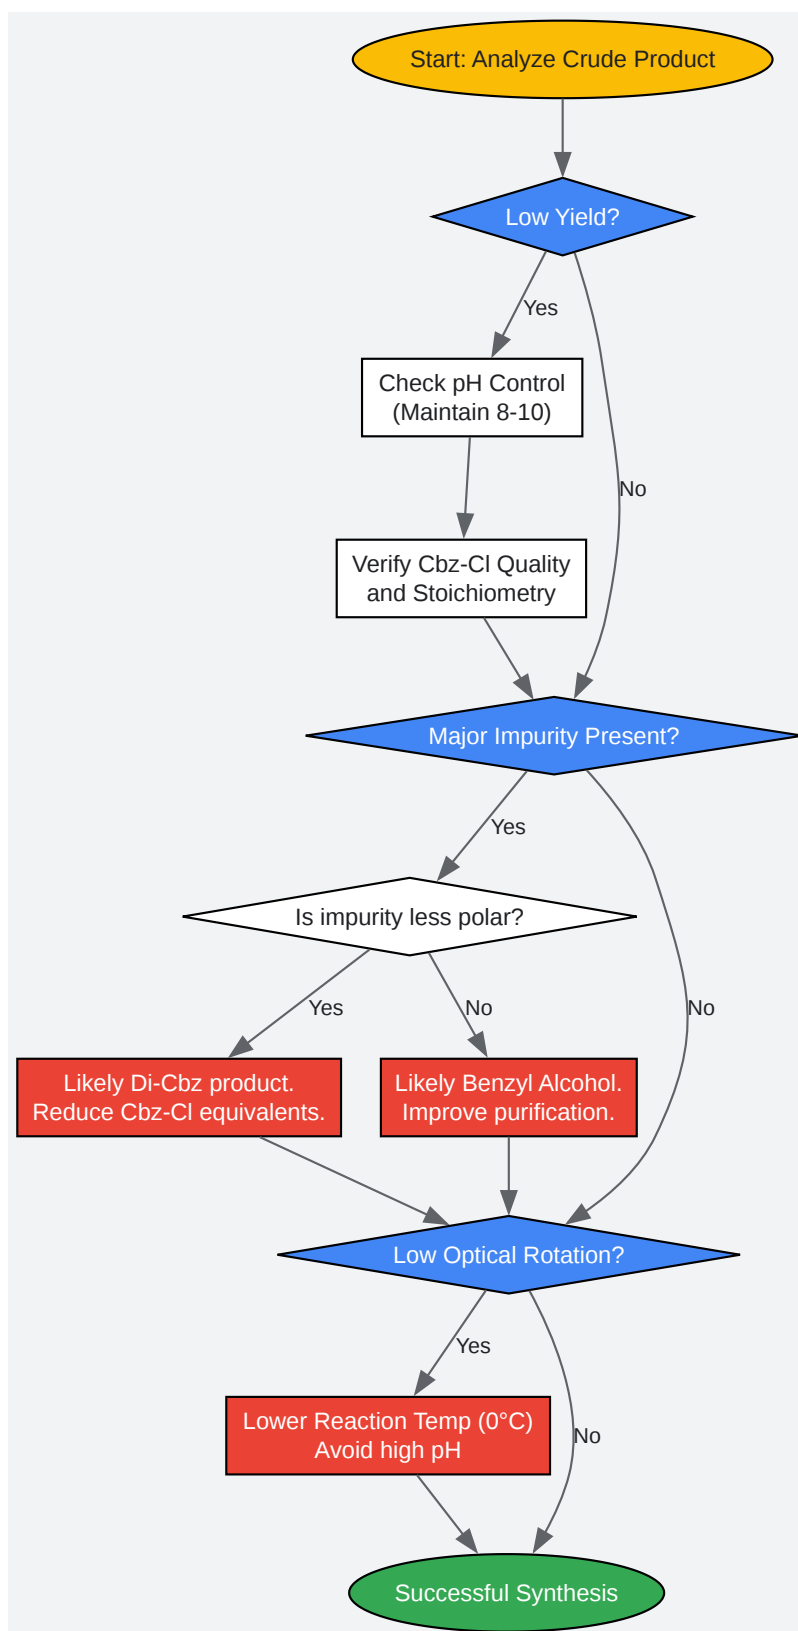 Start: Analyze Crude Product
Low Yield?
Yes
Check pH Control
(Maintain 8-10)
No
Verify Cbz-Cl Quality
and Stoichiometry
Major Impurity Present?
Yes
Is impurity less polar?
Yes
No
No
Likely Di-Cbz product.
Reduce Cbz-Cl equivalents.
Likely Benzyl Alcohol.
Improve purification.
Low Optical Rotation?
Yes
Lower Reaction Temp (0°C)
Avoid high pH
No
Successful Synthesis